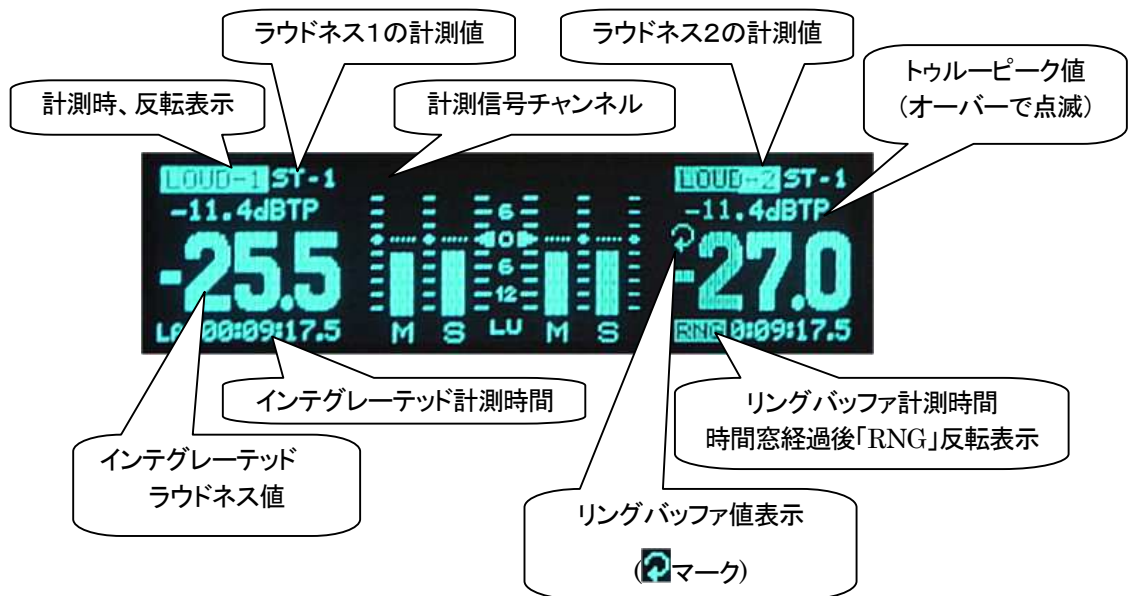 ラウドネス1の計測値
ラウドネス2の計測値
トゥルーピーク値
(オーバーで点滅)
計測時、反転表示
計測信号チャンネル
LOUD-1 ST-1
-11.4dBTP
-25.5
00:09:17.5
6
0
6
12
M S LU M S
LOUD-2 ST-1
-11.4dBTP
-27.0
RNG 0:09:17.5
インテグレーテッド計測時間
リングバッファ計測時間
時間窓経過後「RNG」反転表示
インテグレーテッド
ラウドネス値
リングバッファ値表示
(マーク)